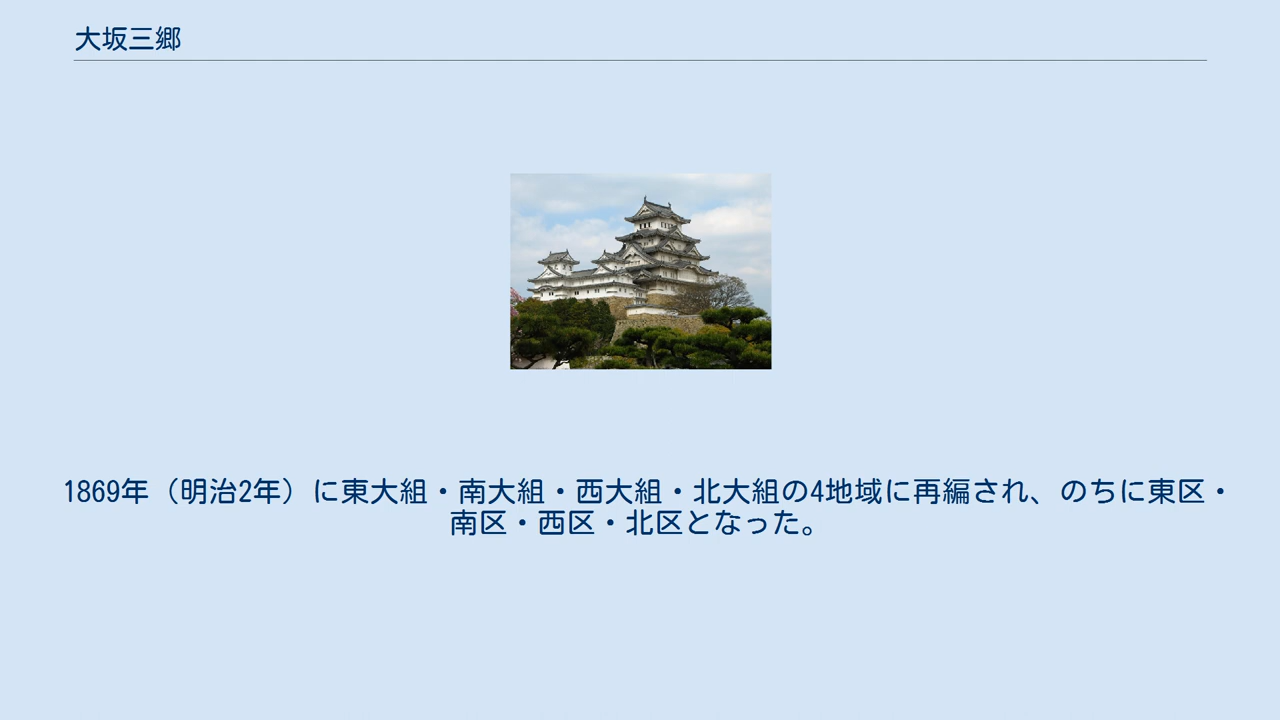 大坂三郷
1869年（明治2年）に東大組・南大組・西大組・北大組の4地域に再編され、のちに東区・
南区・西区・北区となった。